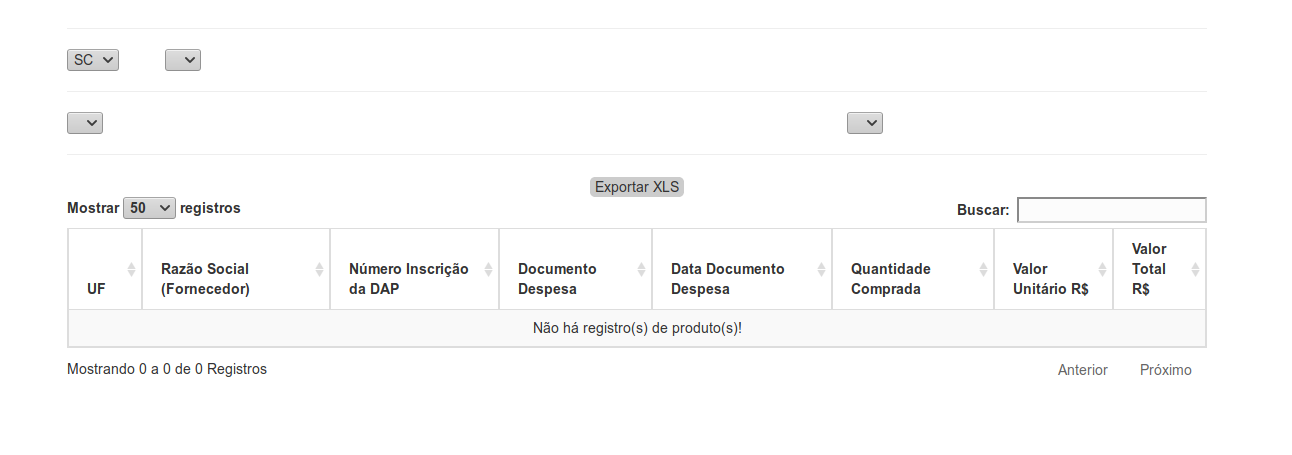 SC
Exportar XLS
Mostrar 50 registros
Buscar:
UF
Razão Social
(Fornecedor)
Número Inscrição
da DAP
Documento
Despesa
Data Documento
Despesa
Quantidade
Comprada
Valor
Unitário R$
Valor
Total
R$
Não há registro(s) de produto(s)!
Mostrando 0 a 0 de 0 Registros
Anterior
Próximo